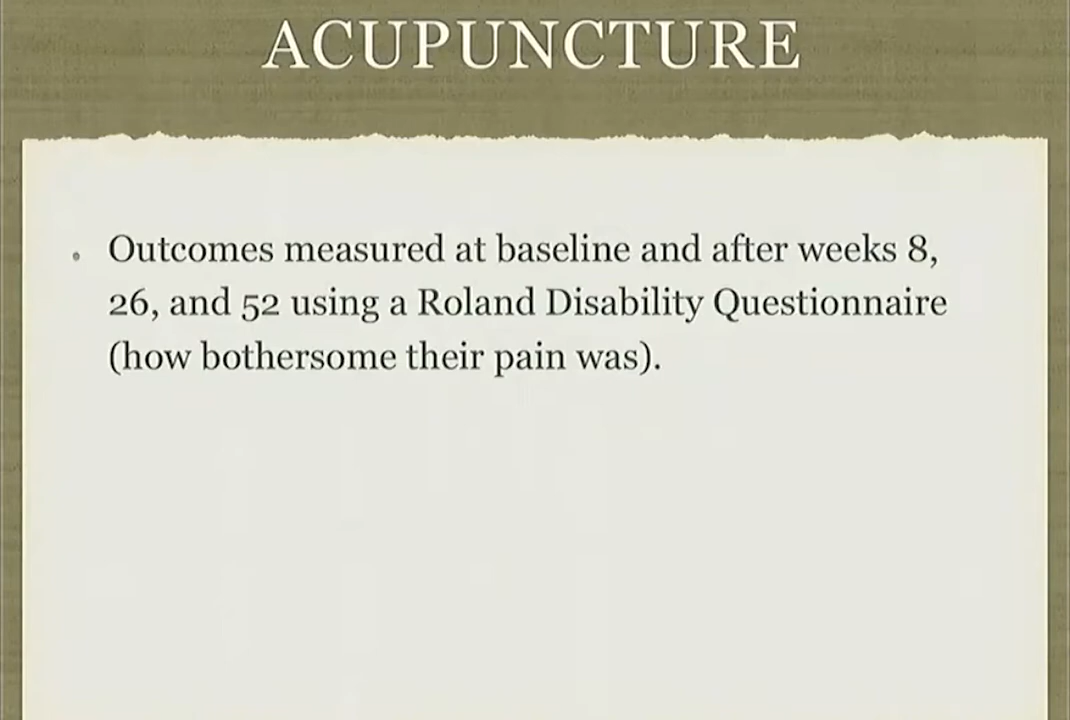 ACUPUNCTURE
• Outcomes measured at baseline and after weeks 8,
26, and 52 using a Roland Disability Questionnaire
(how bothersome their pain was).